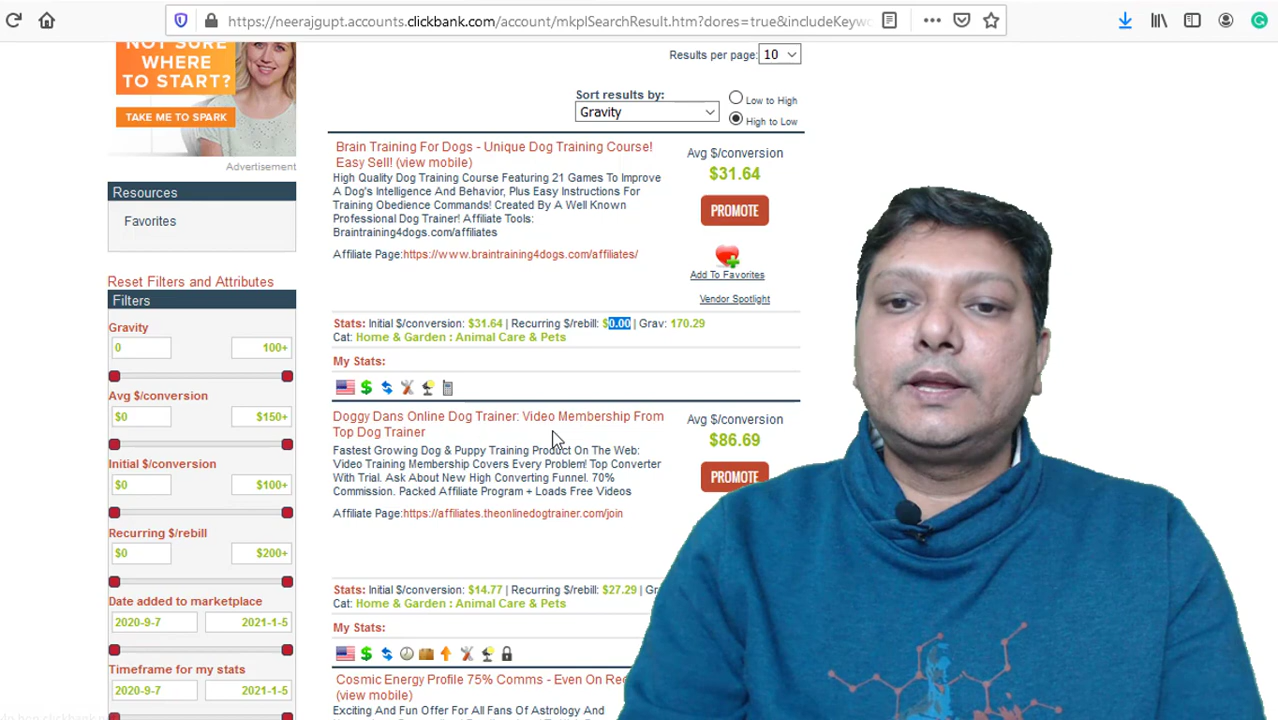 https://neerajgupt.accounts.clickbank.com/account/mkplSearchResult.htm?dores=true&includeKeywo
NOT SURE
WHERE
TO START?
TAKE ME TO SPARK
Advertisement
Resources
Favorites
Reset Filters and Attributes
Filters
Gravity
0
100+
Avg $/conversion
$0
$150+
Initial $/conversion
$0
$100+
Recurring $/rebill
$0
$200+
Date added to marketplace
2020-9-7
2021-1-5
Timeframe for my stats
2020-9-7
2021-1-5
Results per page: 10
Sort results by:
Gravity
Low to High
High to Low
Brain Training For Dogs - Unique Dog Training Course!
Easy Sell! (view mobile)
High Quality Dog Training Course Featuring 21 Games To Improve
A Dog's Intelligence And Behavior, Plus Easy Instructions For
Training Obedience Commands! Created By A Well Known
Professional Dog Trainer! Affiliate Tools:
Braintraining4dogs.com/affiliates
Affiliate Page:https://www.braintraining4dogs.com/affiliates/
Avg $/conversion
$31.64
PROMOTE
Add To Favorites
Vendor Spotlight
Stats: Initial $/conversion: $31.64 | Recurring $/rebill: $0.00 | Grav: 170.29
Cat: Home & Garden : Animal Care & Pets
My Stats:
Doggy Dans Online Dog Trainer: Video Membership From
Top Dog Trainer
Fastest Growing Dog & Puppy Training Product On The Web:
Video Training Membership Covers Every Problem! Top Converter
With Trial. Ask About New High Converting Funnel. 70%
Commission. Packed Affiliate Program + Loads Free Videos
Affiliate Page:https://affiliates.theonlinedogtrainer.com/join
Avg $/conversion
$86.69
PROMOTE
Stats: Initial $/conversion: $14.77 | Recurring $/rebill: $27.29 | Gra
Cat: Home & Garden : Animal Care & Pets
My Stats:
Cosmic Energy Profile 75% Comms - Even On Re
(view mobile)
Exciting And Fun Offer For All Fans Of Astrology And